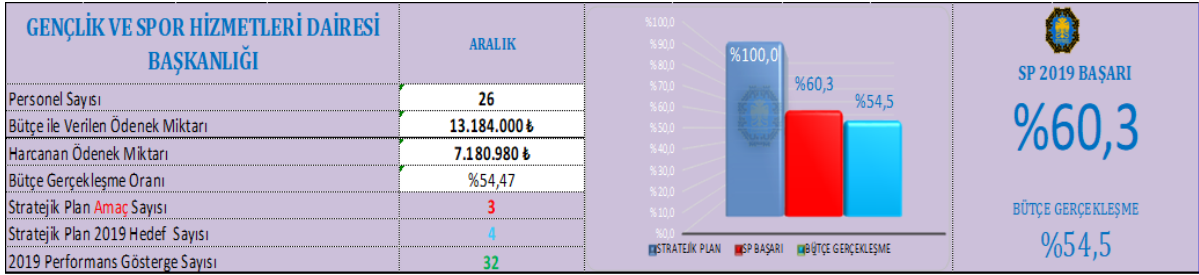 GENÇLİK VE SPOR HİZMETLERİ DAİRESİ
BAŞKANLIĞI
ARALIK
Personel Sayısı 26
Bütçe ile Verilen Ödenek Miktarı 13.184.000 ₺
Harcanan Ödenek Miktarı 7.180.980 ₺
Bütçe Gerçekleşme Oranı %54,47
Stratejik Plan Amaç Sayısı 3
Stratejik Plan 2019 Hedef Sayısı 4
2019 Performans Gösterge Sayısı 32
%100,0
%90,0
%80,0
%70,0
%60,0
%50,0
%40,0
%30,0
%20,0
%10,0
%0,0
%100,0
%60,3
%54,5
STRATEJİK PLAN SP BAŞARI BÜTÇE GERÇEKLEŞME
SP 2019 BAŞARI
%60,3
BÜTÇE GERÇEKLEŞME
%54,5